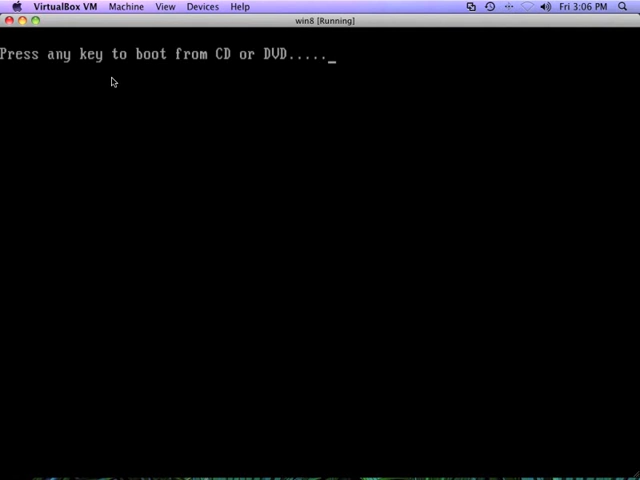 VirtualBox VM Machine View Devices Help Fri 3:06 PM
win8 [Running]
Press any key to boot from CD or DVD....._